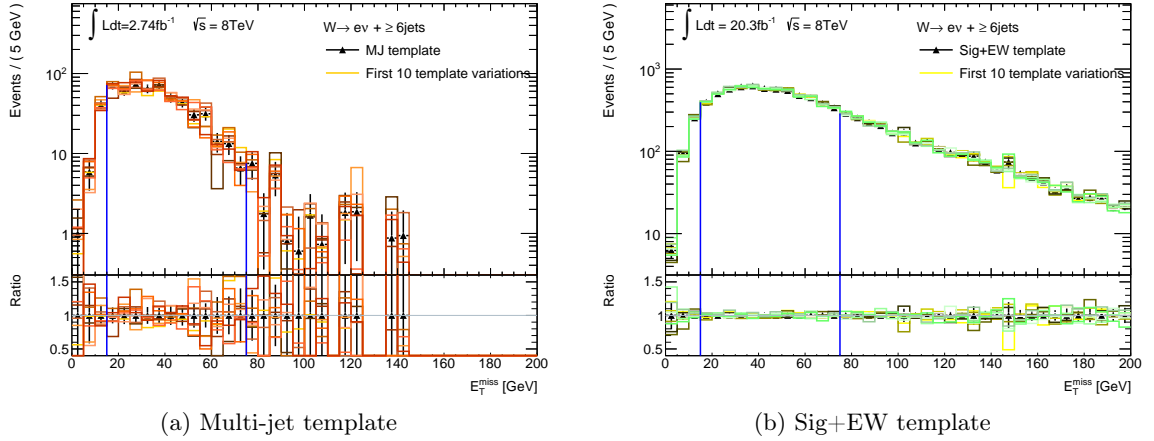 ∫ Ldt=2.74fb⁻¹ √s = 8TeV
W→ eν + ≥ 6jets
MJ template
First 10 template variations
Events / ( 5 GeV )
10²
10
1
Ratio
1.5
1
0.5
0 20 40 60 80 100 120 140 160 180 200
E_T^miss [GeV]
(a) Multi-jet template
∫ Ldt = 20.3fb⁻¹ √s = 8TeV
W→ eν + ≥ 6jets
Sig+EW template
First 10 template variations
Events / ( 5 GeV )
10³
10²
10
Ratio
1.5
1
0.5
0 20 40 60 80 100 120 140 160 180 200
E_T^miss [GeV]
(b) Sig+EW template